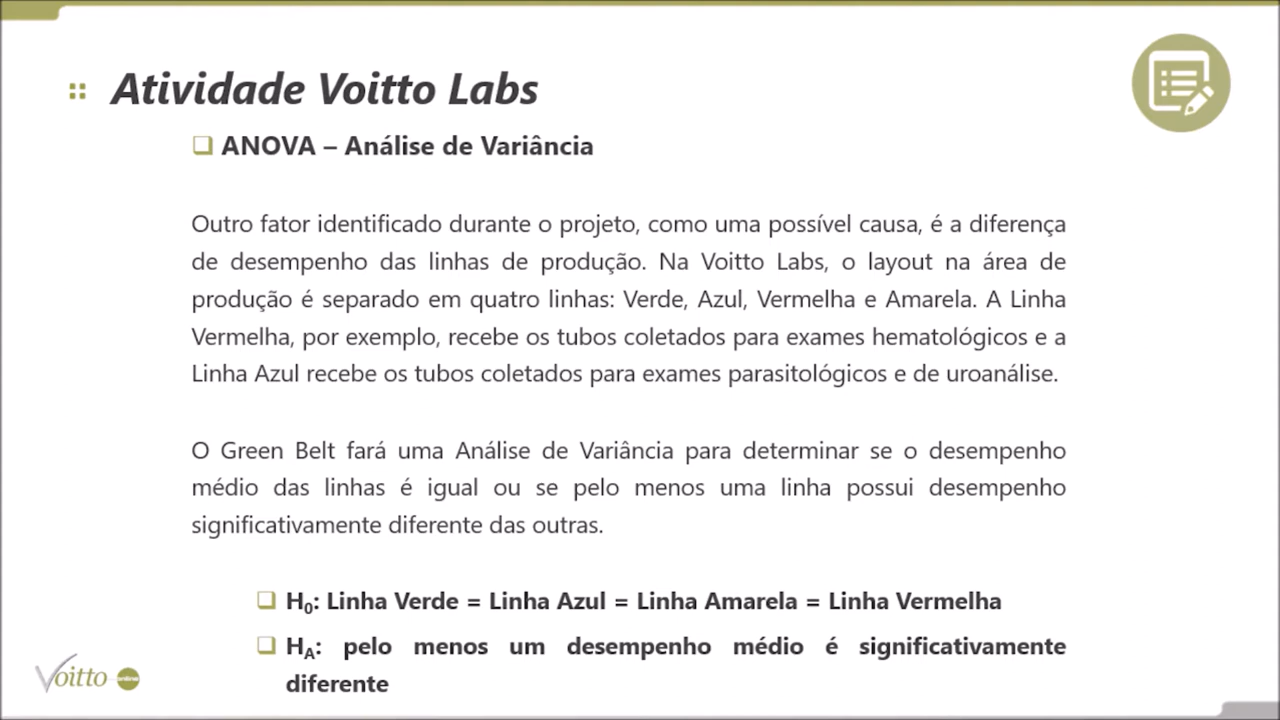 Atividade Voitto Labs
ANOVA – Análise de Variância
Outro fator identificado durante o projeto, como uma possível causa, é a diferença
de desempenho das linhas de produção. Na Voitto Labs, o layout na área de
produção é separado em quatro linhas: Verde, Azul, Vermelha e Amarela. A Linha
Vermelha, por exemplo, recebe os tubos coletados para exames hematológicos e a
Linha Azul recebe os tubos coletados para exames parasitológicos e de uroanálise.
O Green Belt fará uma Análise de Variância para determinar se o desempenho
médio das linhas é igual ou se pelo menos uma linha possui desempenho
significativamente diferente das outras.
H0: Linha Verde = Linha Azul = Linha Amarela = Linha Vermelha
HA: pelo menos um desempenho médio é significativamente
diferente
Voitto online